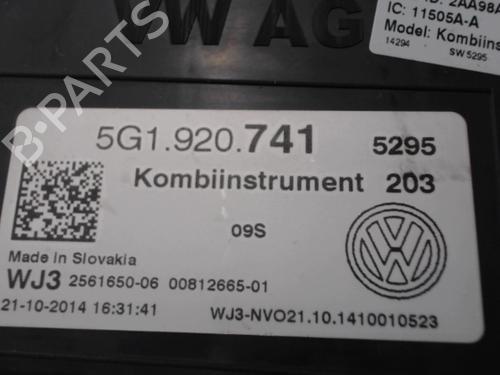 VW AG
IC: 11505A-A
Model: Kombiins
14294 SW 5295
5G1.920.741 5295
Kombiinstrument 203
09S
Made in Slovakia
WJ3 2561650-06 00812665-01
21-10-2014 16:31:41 WJ3-NVO21.10.1410010523
B-PARTS